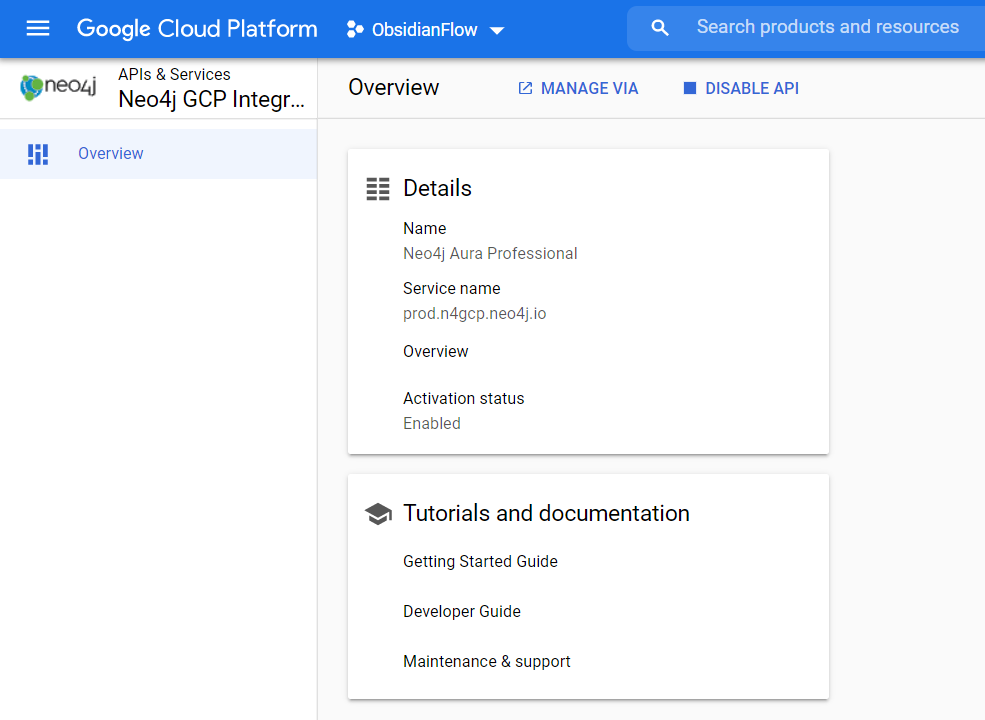 Google Cloud Platform
ObsidianFlow
Search products and resources
neo4j
APIs & Services
Neo4j GCP Integr...
Overview
MANAGE VIA
DISABLE API
Overview
Details
Name
Neo4j Aura Professional
Service name
prod.n4gcp.neo4j.io
Overview
Activation status
Enabled
Tutorials and documentation
Getting Started Guide
Developer Guide
Maintenance & support